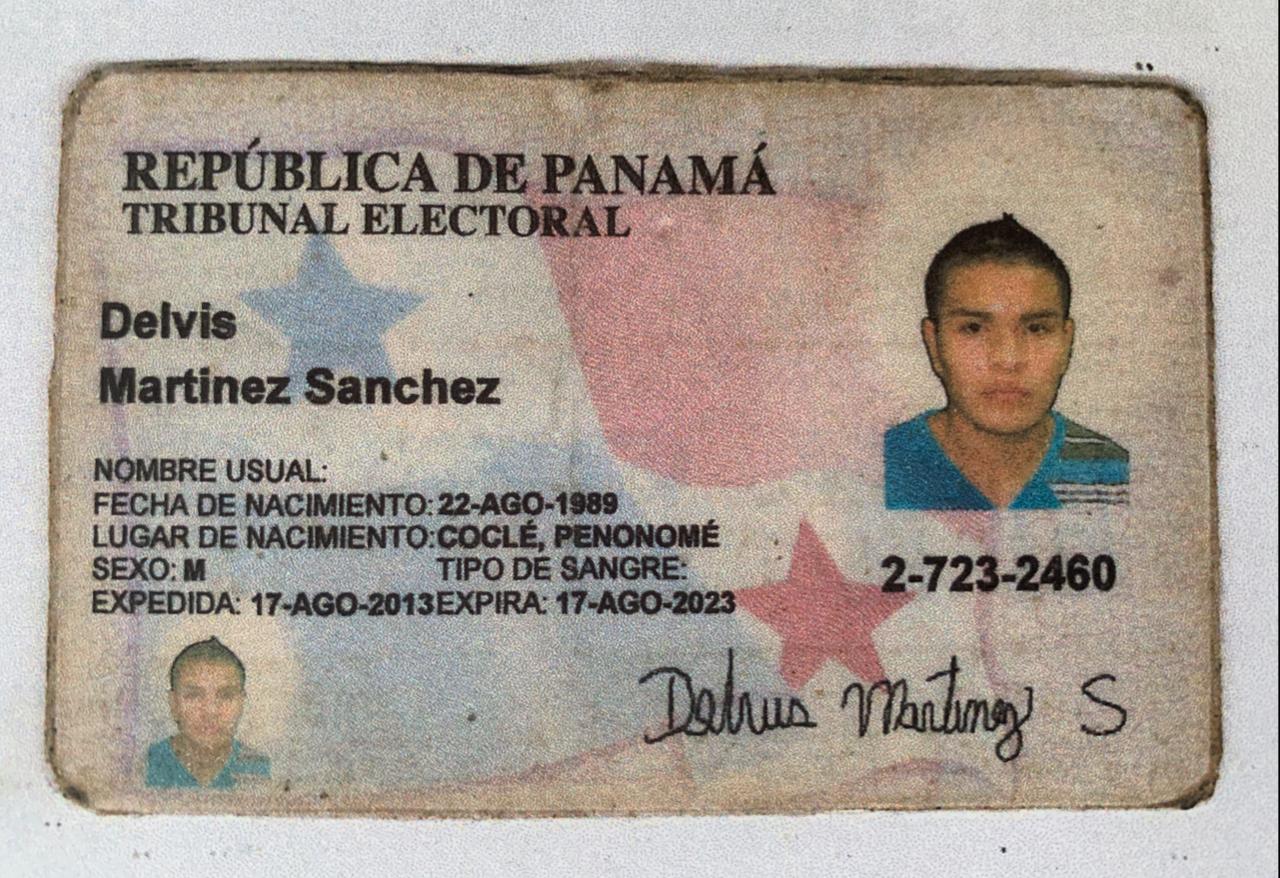 REPÚBLICA DE PANAMÁ
TRIBUNAL ELECTORAL
Delvis
Martinez Sanchez
NOMBRE USUAL:
FECHA DE NACIMIENTO: 22-AGO-1989
LUGAR DE NACIMIENTO: COCLÉ, PENONOMÉ
SEXO: M TIPO DE SANGRE:
EXPEDIDA: 17-AGO-2013 EXPIRA: 17-AGO-2023
2-723-2460
Delvis Martinez S